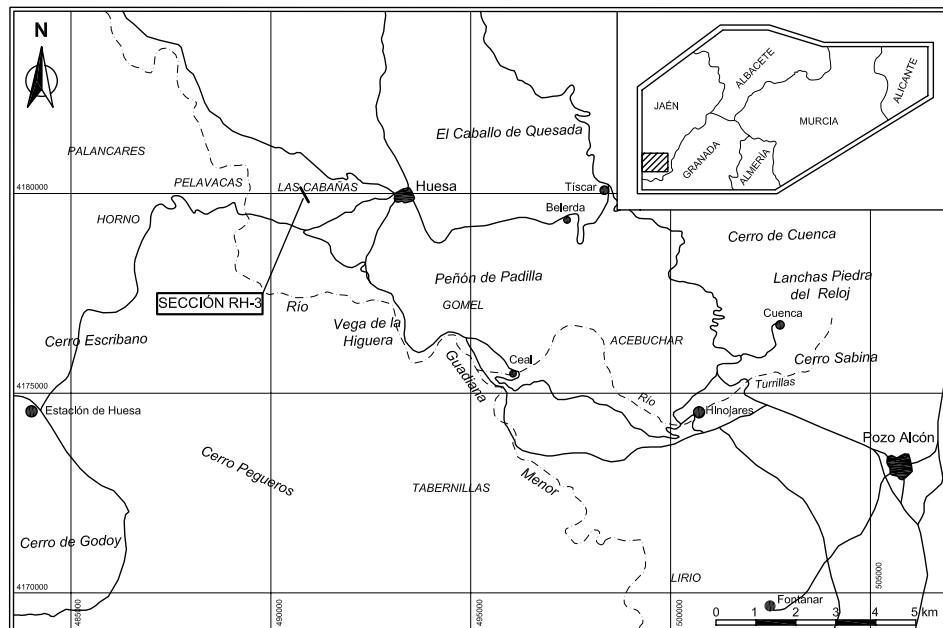 N
JAÉN
ALBACETE
ALICANTE
MURCIA
GRANADA
ALMERÍA
El Caballo de Quesada
PALANCARES
PELAVACAS
LAS CABAÑAS
4180000
Huesa
Tíscar
HORNO
Belerda
Cerro de Cuenca
SECCIÓN RH-3
Peñón de Padilla
Lanchas Piedra
del Reloj
Río
GOMEL
Cuenca
Vega de la
Higuera
Cerro Escribano
ACEBUCHAR
Cerro Sabina
Ceal
Guadiana
4175000
Turrillas
Río
Estación de Huesa
Hinojares
Pozo Alcón
Cerro Pegueros
TABERNILLAS
Menor
Cerro de Godoy
LIRIO
4170000
485000
490000
495000
500000
505000
Fontanar
0 1 2 3 4 5 km